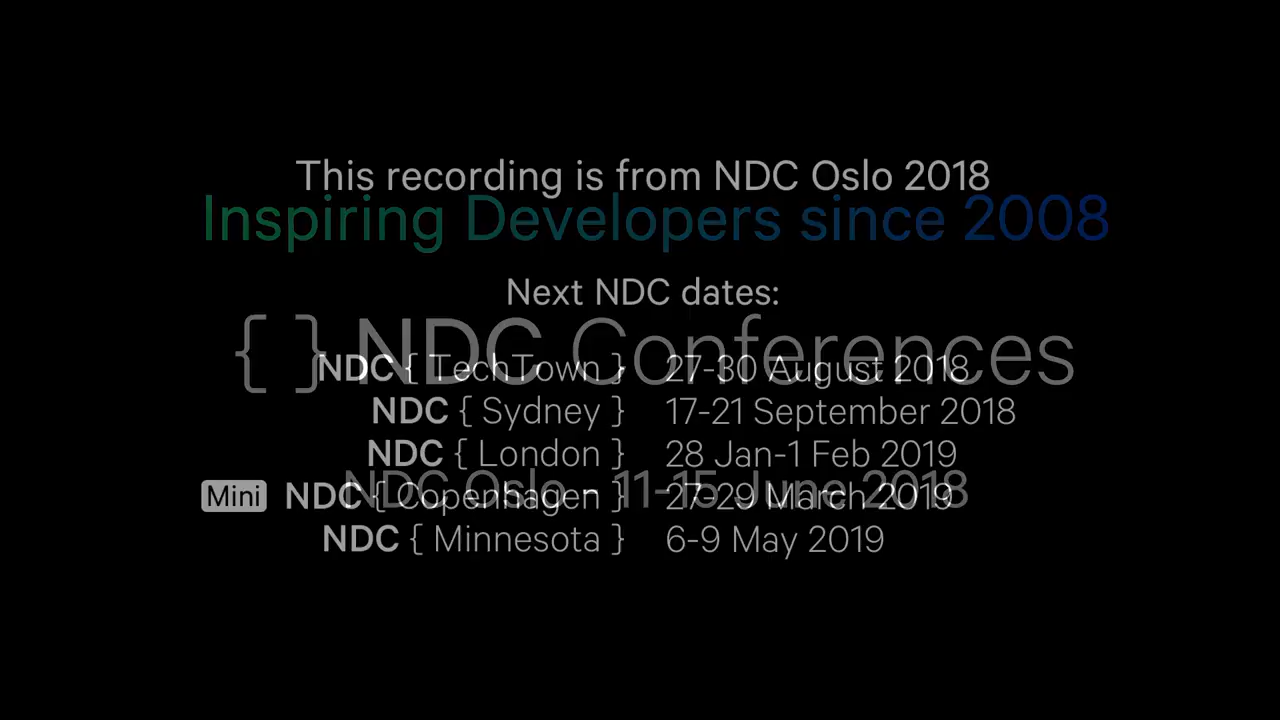 This recording is from NDC Oslo 2018
Inspiring Developers since 2008
Next NDC dates:
{ } NDC Conferences
NDC { TechTown } 27-30 August 2018
NDC { Sydney } 17-21 September 2018
NDC { London } 28 Jan-1 Feb 2019
NDC Oslo - 11-15 June 2018
Mini NDC { Copenhagen } 27-29 March 2019
NDC { Minnesota } 6-9 May 2019